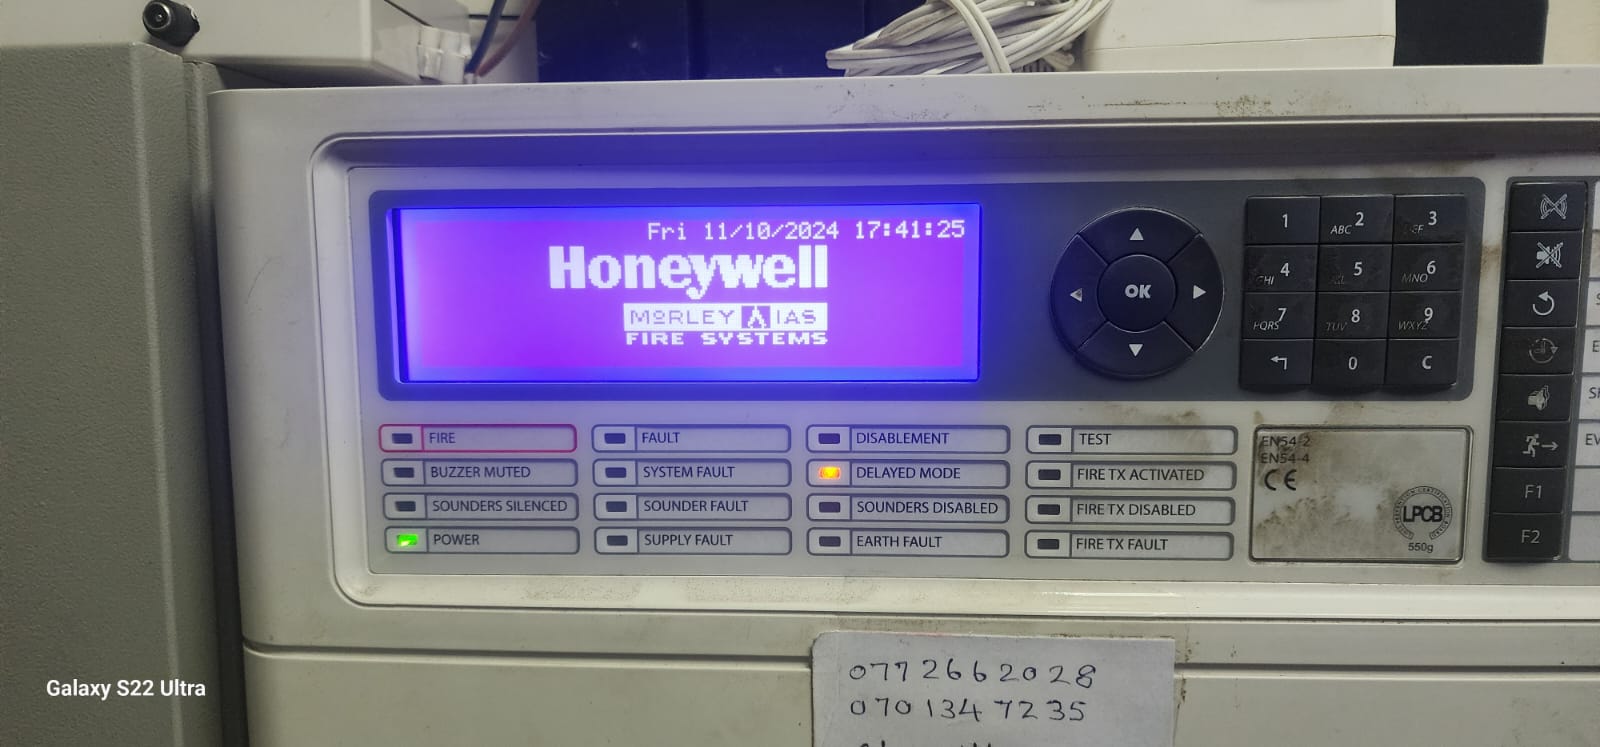 Fri 11/10/2024 17:41:25
Honeywell
MORLEY IAS
FIRE SYSTEMS
1
ABC 2
3
GHI 4
5
MNO 6
PQRS 7
TUV 8
WXYZ 9
0
C
OK
FIRE
FAULT
DISABLEMENT
TEST
BUZZER MUTED
SYSTEM FAULT
DELAYED MODE
FIRE TX ACTIVATED
SOUNDERS SILENCED
SOUNDER FAULT
SOUNDERS DISABLED
FIRE TX DISABLED
POWER
SUPPLY FAULT
EARTH FAULT
FIRE TX FAULT
EN54-2
EN54-4
CE
LPCB
550g
F1
F2
0772662028
0701347235
Galaxy S22 Ultra